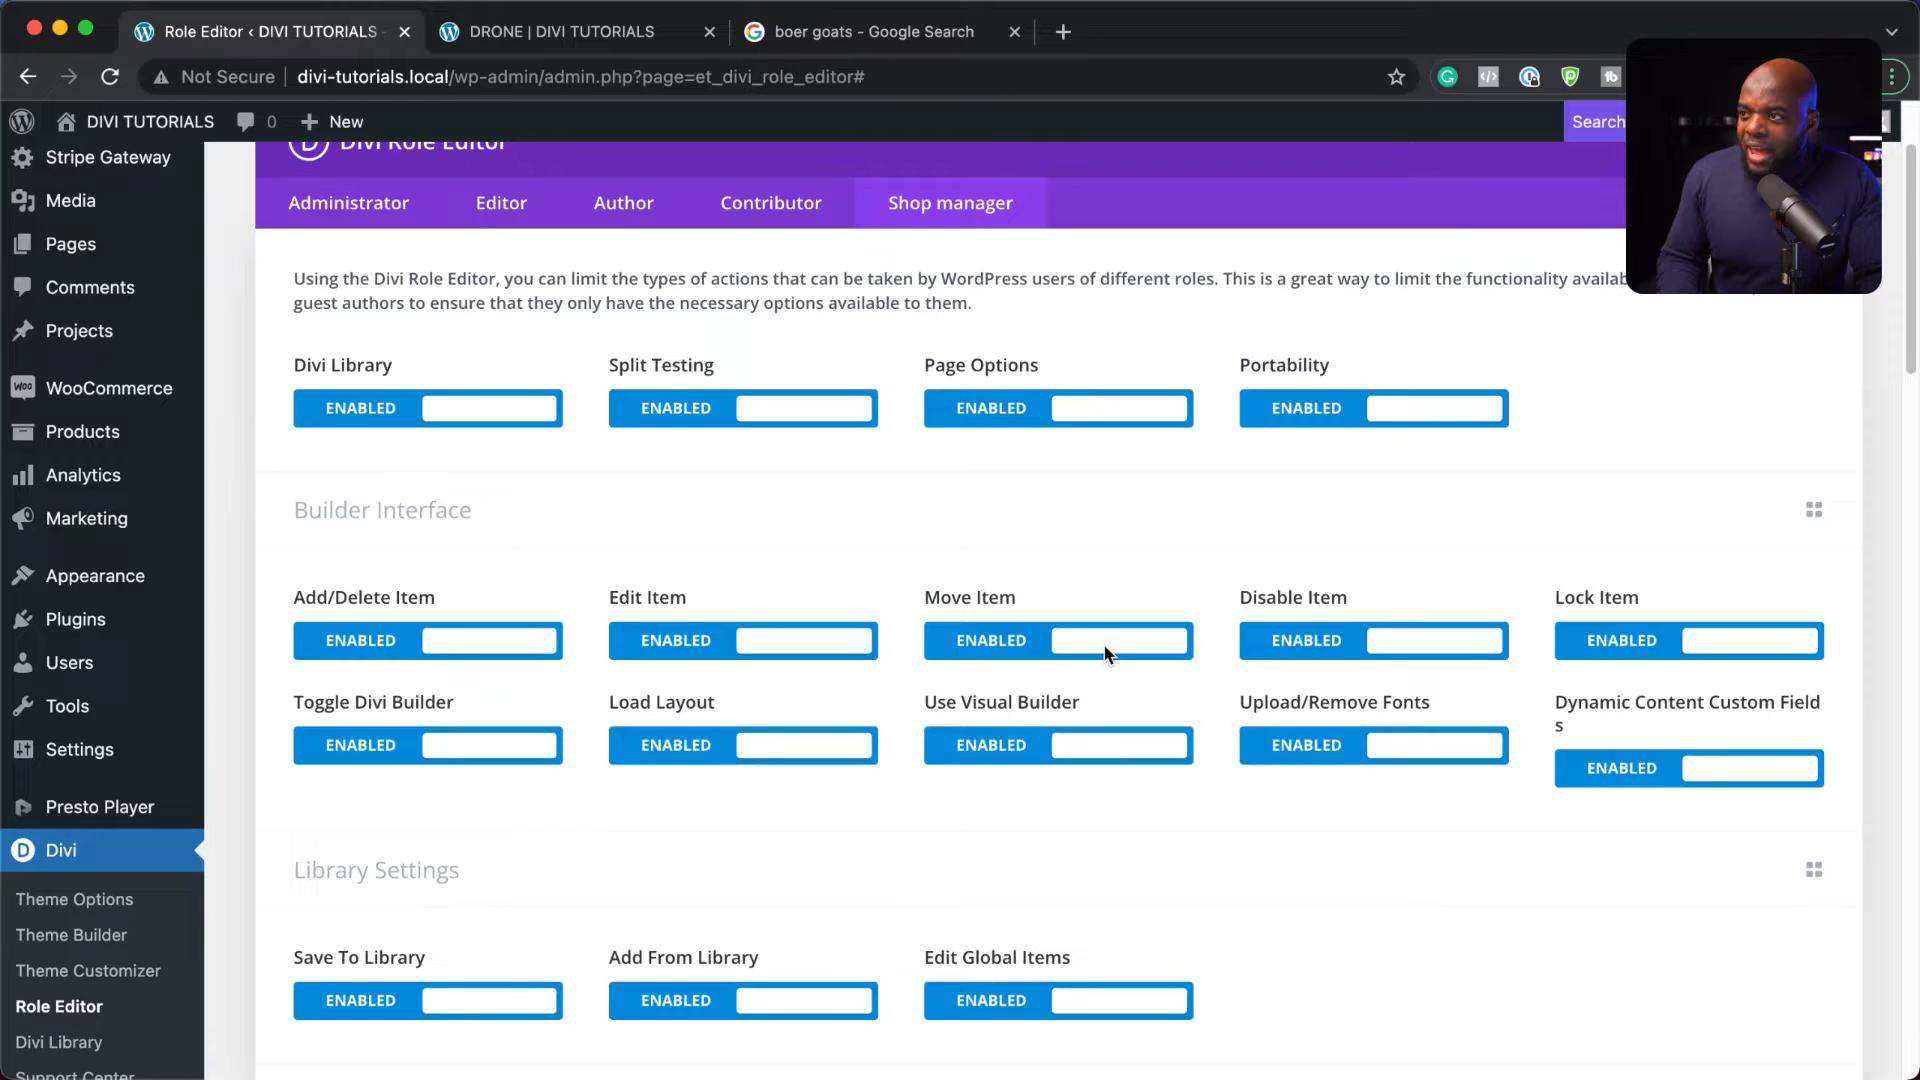 Role Editor ‹ DIVI TUTORIALS
DRONE | DIVI TUTORIALS
boer goats - Google Search
Not Secure | divi-tutorials.local/wp-admin/admin.php?page=et_divi_role_editor#
DIVI TUTORIALS
0
New
Search
Stripe Gateway
Media
Pages
Comments
Projects
WooCommerce
Products
Analytics
Marketing
Appearance
Plugins
Users
Tools
Settings
Presto Player
Divi
Theme Options
Theme Builder
Theme Customizer
Role Editor
Divi Library
Support Center
Divi Role Editor
Administrator
Editor
Author
Contributor
Shop manager
Using the Divi Role Editor, you can limit the types of actions that can be taken by WordPress users of different roles. This is a great way to limit the functionality
guest authors to ensure that they only have the necessary options available to them.
Divi Library
Split Testing
Page Options
Portability
ENABLED
ENABLED
ENABLED
ENABLED
Builder Interface
Add/Delete Item
Edit Item
Move Item
Disable Item
Lock Item
ENABLED
ENABLED
ENABLED
ENABLED
ENABLED
Toggle Divi Builder
Load Layout
Use Visual Builder
Upload/Remove Fonts
Dynamic Content Custom Field
s
ENABLED
ENABLED
ENABLED
ENABLED
ENABLED
Library Settings
Save To Library
Add From Library
Edit Global Items
ENABLED
ENABLED
ENABLED